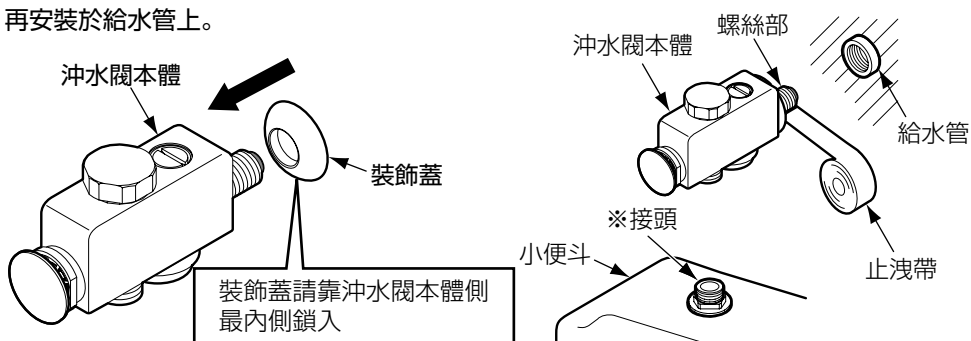 再安裝於給水管上。
沖水閥本體
裝飾蓋
裝飾蓋請靠沖水閥本體側
最內側鎖入
螺絲部
沖水閥本體
給水管
※接頭
小便斗
止洩帶